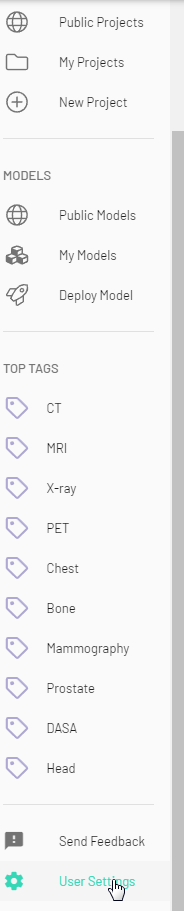 Public Projects
My Projects
New Project
MODELS
Public Models
My Models
Deploy Model
TOP TAGS
CT
MRI
X-ray
PET
Chest
Bone
Mammography
Prostate
DASA
Head
Send Feedback
User Settings